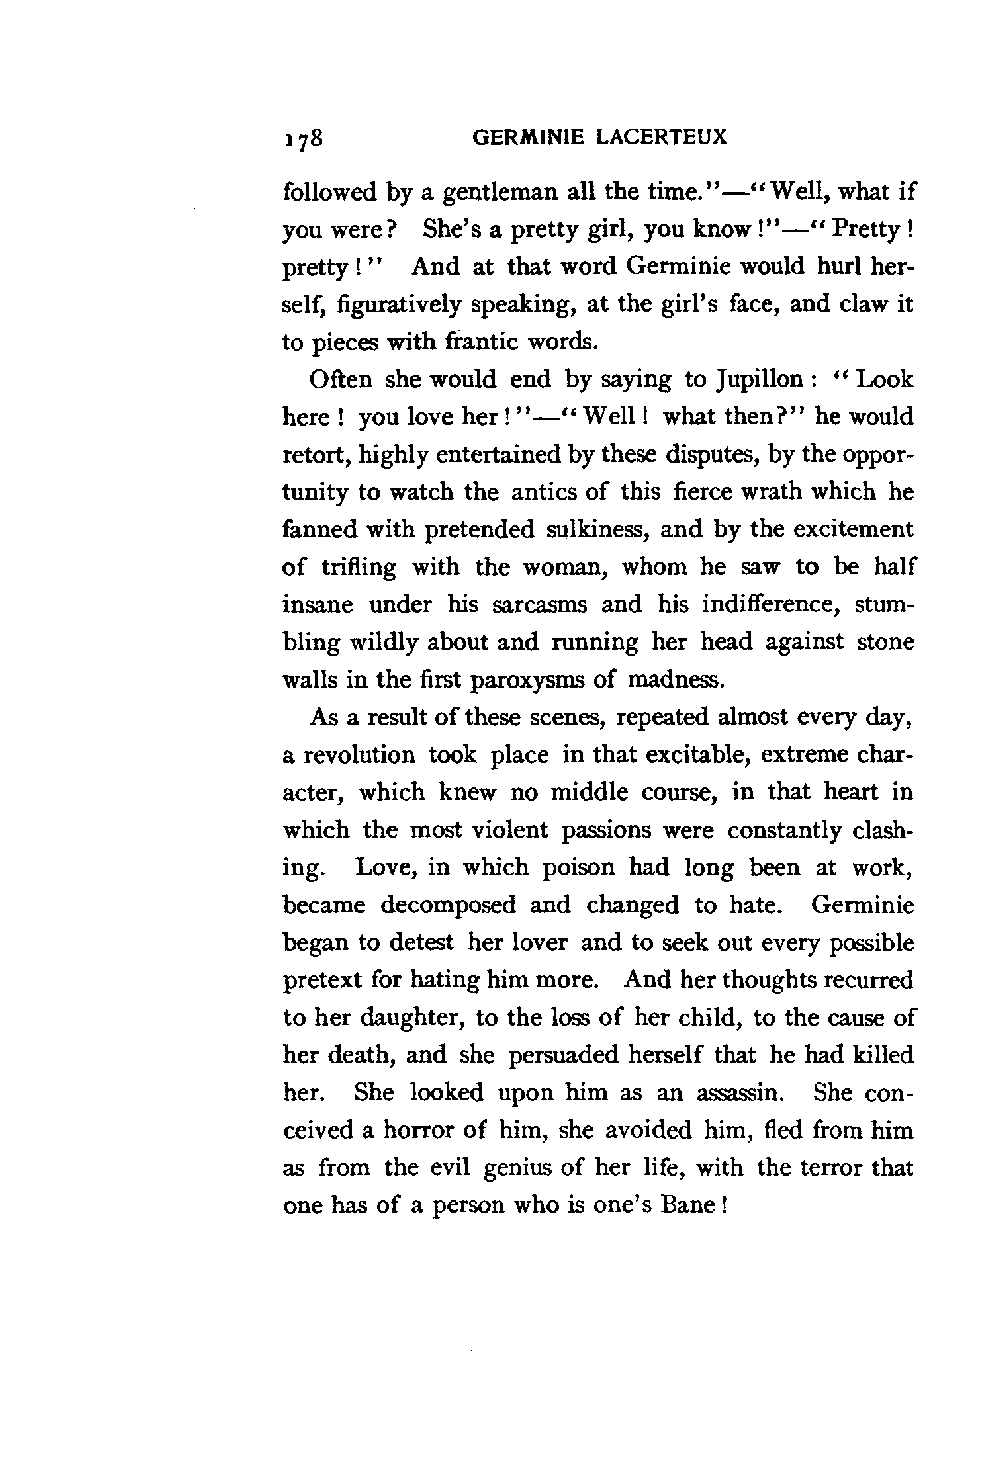 178 GERMINIE LACERTEUX
followed by a gentleman all the time."—"Well, what if
you were? She's a pretty girl, you know!"—"Pretty!
pretty!" And at that word Germinie would hurl her-
self, figuratively speaking, at the girl's face, and claw it
to pieces with frantic words.
Often she would end by saying to Jupillon: "Look
here! you love her!"—"Well! what then?" he would
retort, highly entertained by these disputes, by the oppor-
tunity to watch the antics of this fierce wrath which he
fanned with pretended sulkiness, and by the excitement
of trifling with the woman, whom he saw to be half
insane under his sarcasms and his indifference, stum-
bling wildly about and running her head against stone
walls in the first paroxysms of madness.
As a result of these scenes, repeated almost every day,
a revolution took place in that excitable, extreme char-
acter, which knew no middle course, in that heart in
which the most violent passions were constantly clash-
ing. Love, in which poison had long been at work,
became decomposed and changed to hate. Germinie
began to detest her lover and to seek out every possible
pretext for hating him more. And her thoughts recurred
to her daughter, to the loss of her child, to the cause of
her death, and she persuaded herself that he had killed
her. She looked upon him as an assassin. She con-
ceived a horror of him, she avoided him, fled from him
as from the evil genius of her life, with the terror that
one has of a person who is one's Bane!